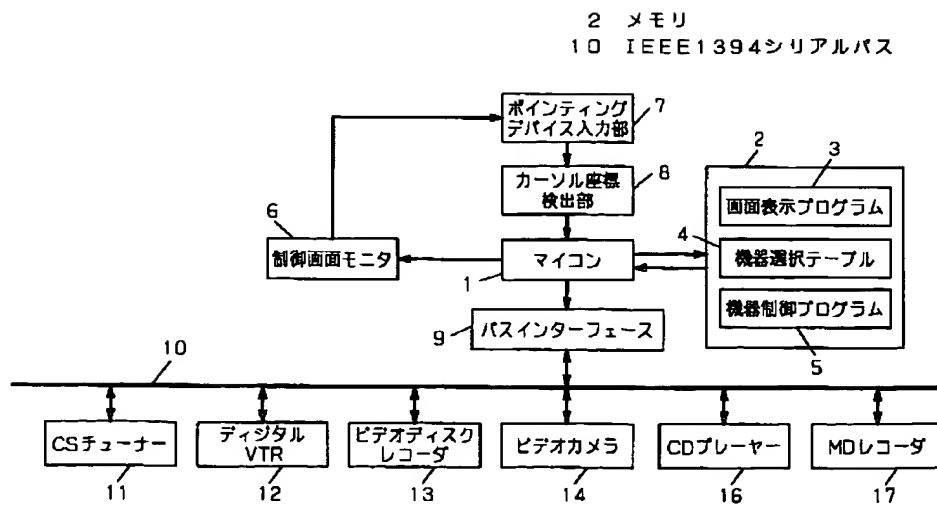 2 メモリ
10 IEEE1394シリアルバス
ポインティング
デバイス入力部
7
カーソル座標
検出部
8
2
3
画面表示プログラム
4
機器選択テーブル
機器制御プログラム
5
6
制御画面モニタ
マイコン
1
バスインターフェース
9
10
CSチューナー
ディジタル
VTR
ビデオディスク
レコーダ
ビデオカメラ
CDプレーヤー
MDレコーダ
11
12
13
14
16
17